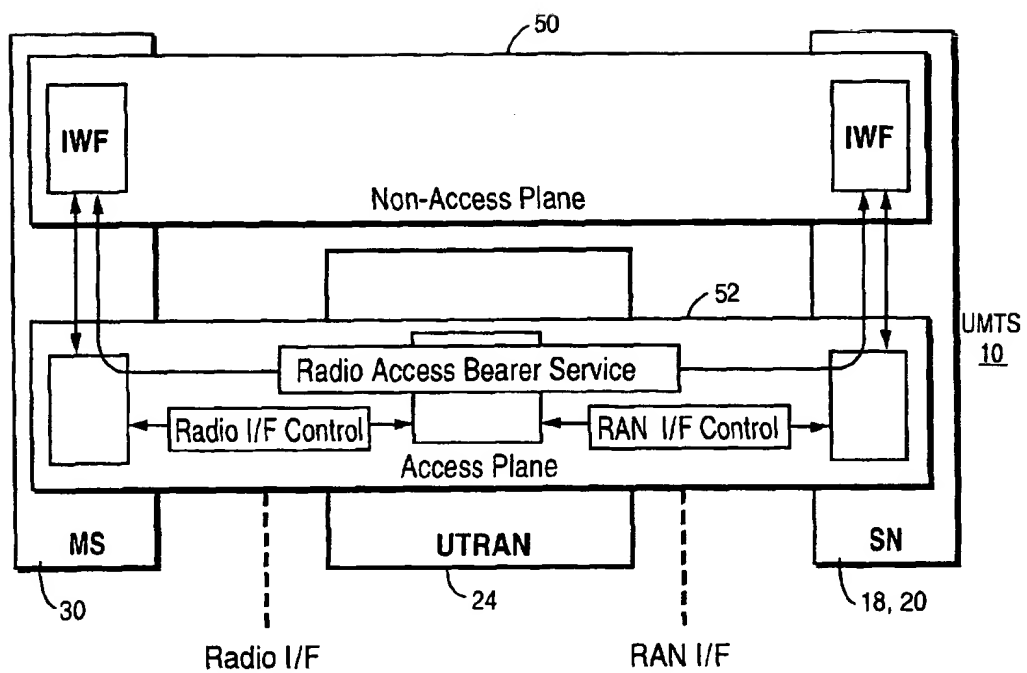 50
IWF
IWF
Non-Access Plane
52
UMTS
10
Radio Access Bearer Service
Radio I/F Control
RAN I/F Control
Access Plane
MS
UTRAN
SN
30
24
18, 20
Radio I/F
RAN I/F